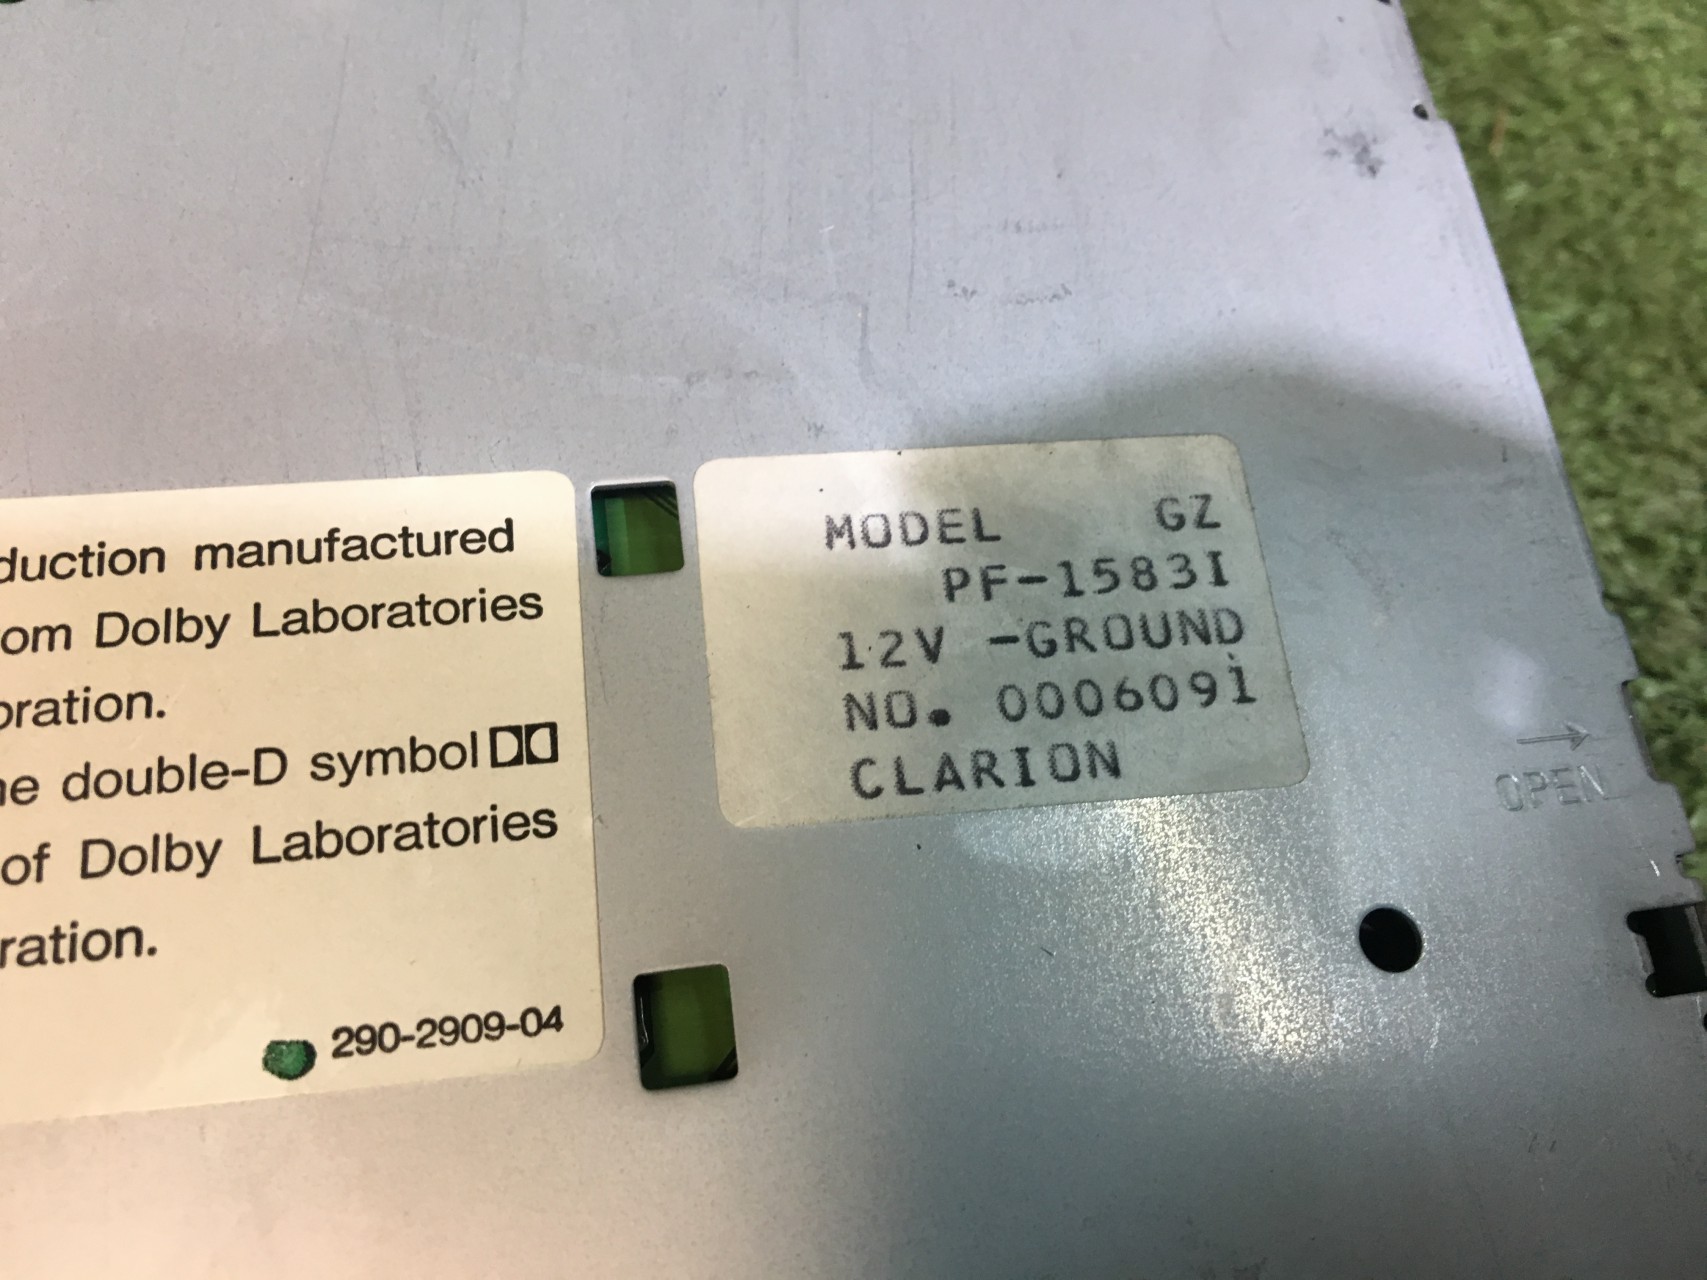 duction manufactured
om Dolby Laboratories
oration.
he double-D symbol
of Dolby Laboratories
ration.
290-2909-04
MODEL GZ
PF-1583I
12V -GROUND
NO. 0006091
CLARION
→
OPEN